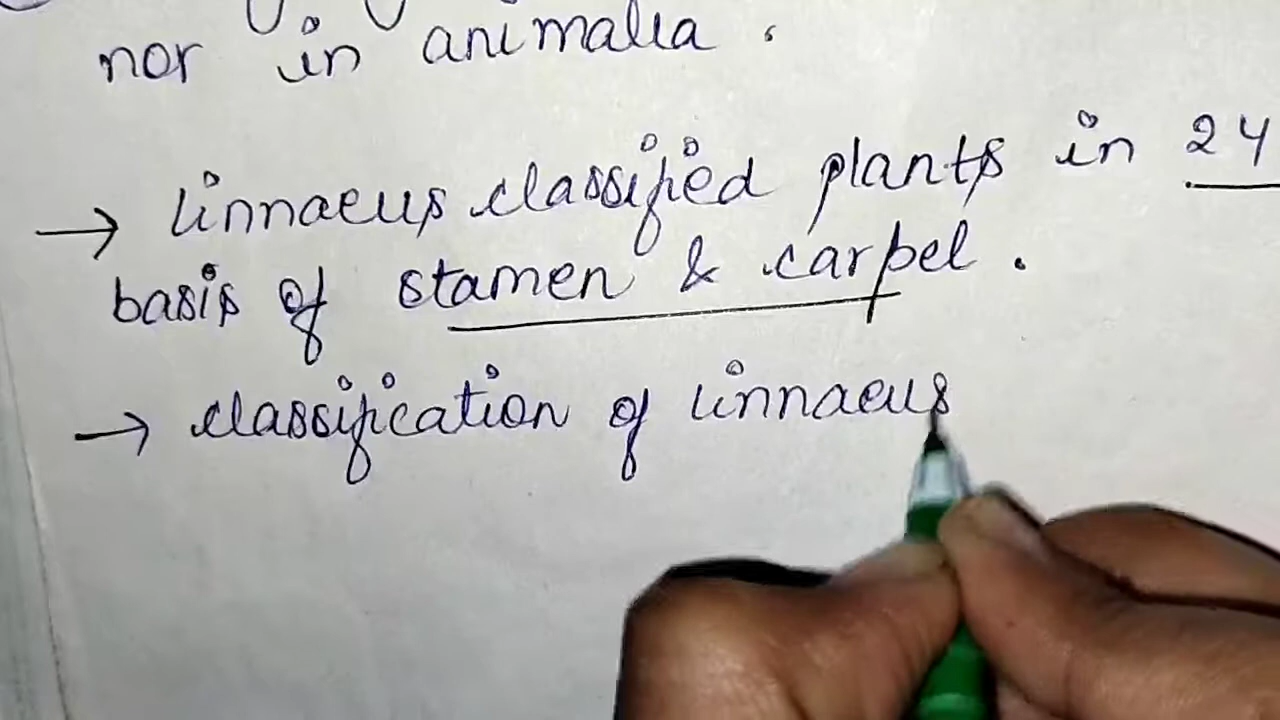 nor in animalia.
→ linnaeus classified plants in 24
basis of stamen & carpel.
→ classification of linnaeus